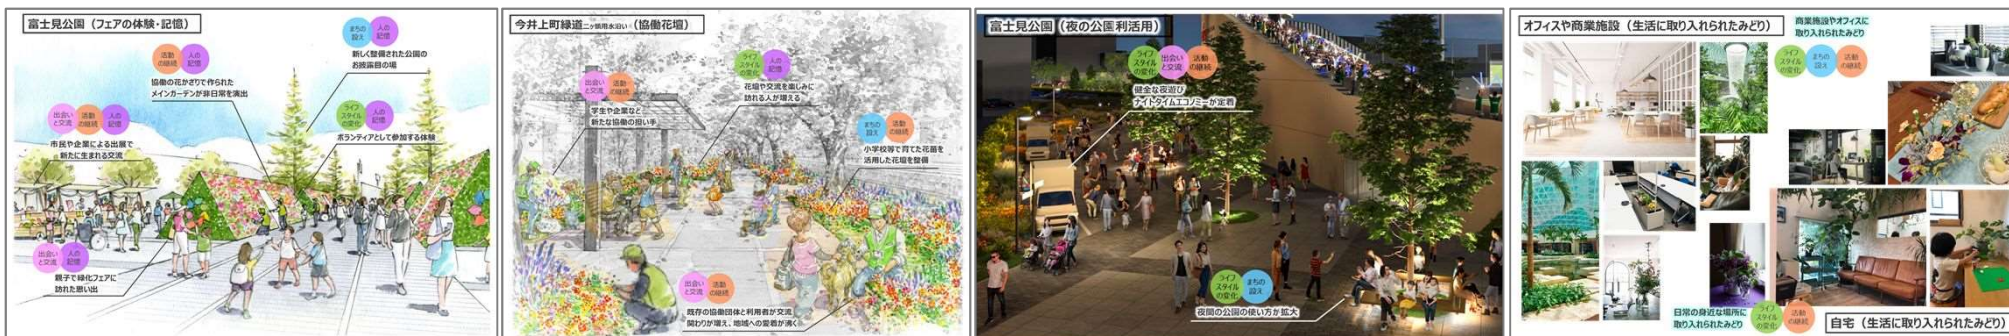 富士見公園（フェアの体験・記憶）
活動
の継続
人の
記憶
協働の花かざりで作られた
メインガーデンが非日常を演出
まちの
設え
人の
記憶
新しく整備された公園の
お披露目の場
出会い
と交流
活動
の継続
人の
記憶
市民や企業による出展で
新たに生まれる交流
ライフ
スタイル
の変化
人の
記憶
ボランティアとして参加する体験
出会い
と交流
人の
記憶
親子で緑化フェアに
訪れた思い出
今井上町緑道二ヶ領用水沿い（協働花壇）
出会い
と交流
活動
の継続
学生や企業など、
新たな協働の担い手
ライフ
スタイル
の変化
人の
記憶
花壇や交流を楽しみに
訪れる人が増える
まちの
設え
活動
の継続
小学校等で育てた花苗を
活用した花壇を整備
出会い
と交流
活動
の継続
既存の協働団体と利用者が交流
関わりが増え、地域への愛着が沸く
富士見公園（夜の公園利活用）
ライフ
スタイル
の変化
出会い
と交流
活動
の継続
健全な夜遊び
ナイトタイムエコノミーが定着
ライフ
スタイル
の変化
まちの
設え
夜間の公園の使い方が拡大
オフィスや商業施設（生活に取り入れられたみどり）
商業施設やオフィスに
取り入れられたみどり
ライフ
スタイル
の変化
まちの
設え
活動
の継続
日常の身近な場所に
取り入れられたみどり
ライフ
スタイル
の変化
活動
の継続
自宅（生活に取り入れられたみどり）